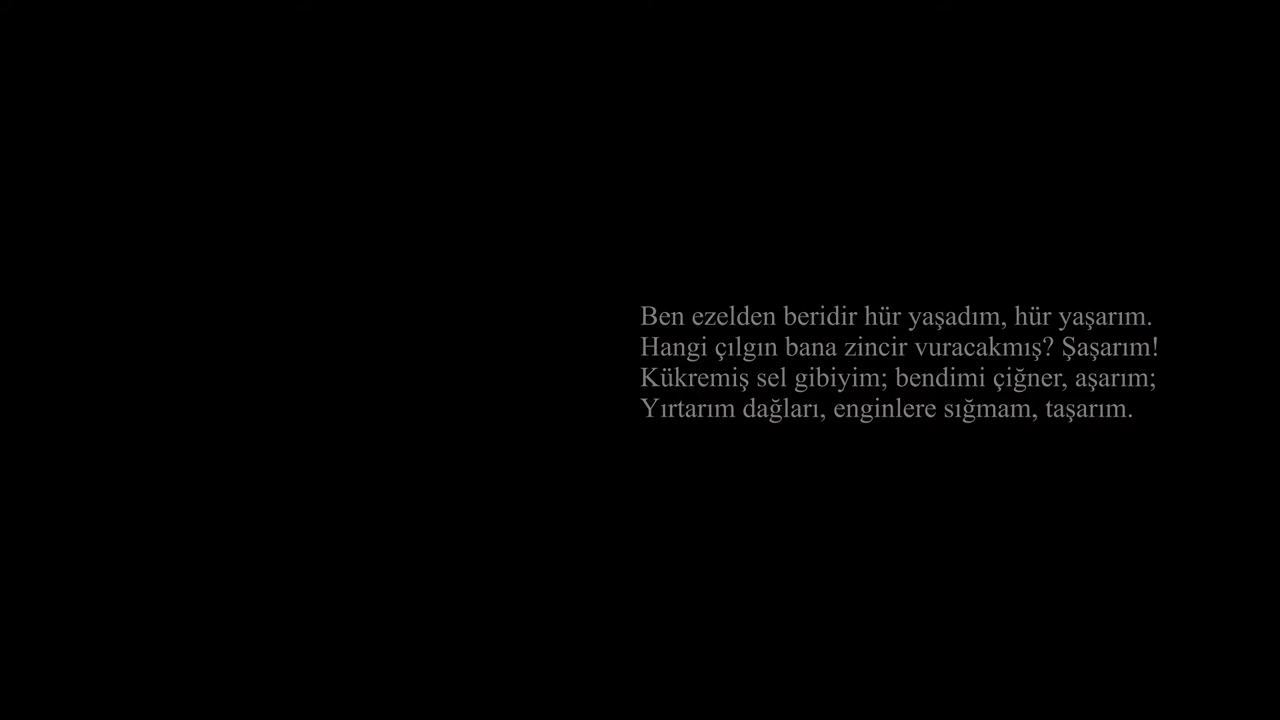 Ben ezelden beridir hür yaşadım, hür yaşarım.
Hangi çılgın bana zincir vuracakmış? Şaşarım!
Kükremiş sel gibiyim; bendimi çiğner, aşarım;
Yırtarım dağları, enginlere sığmam, taşarım.